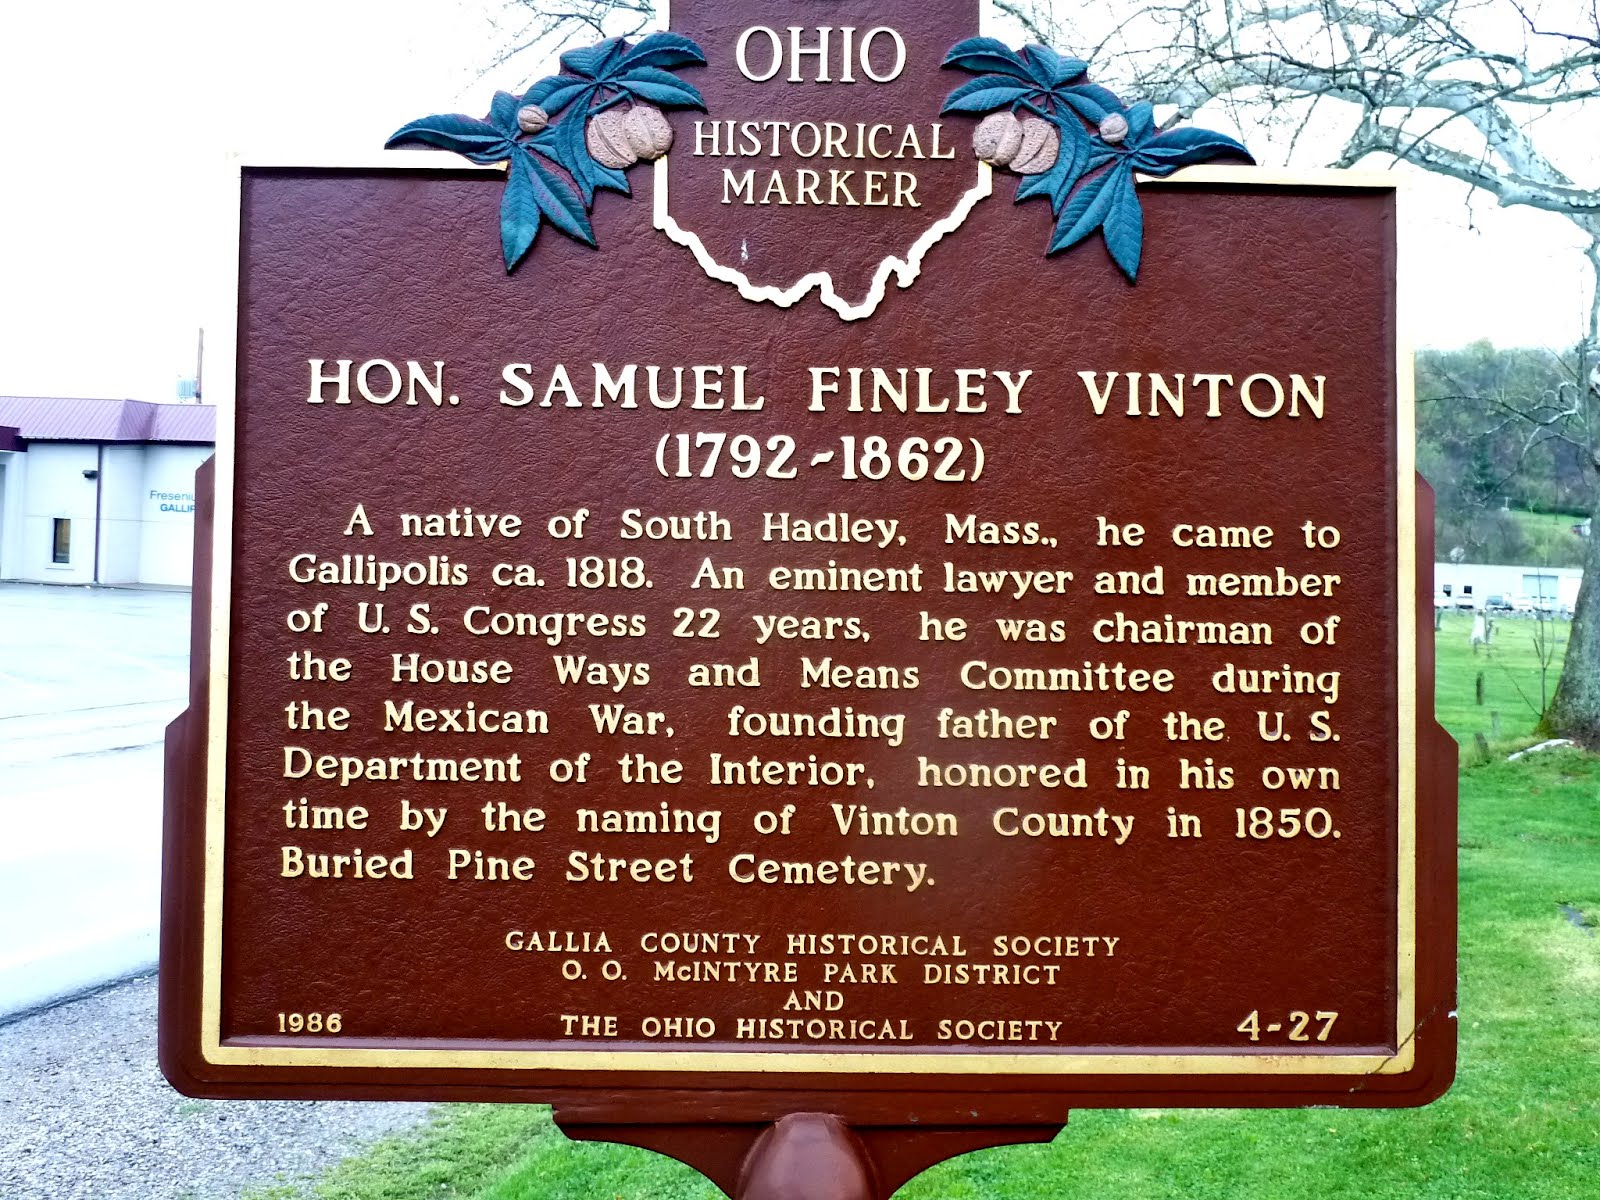 OHIO
HISTORICAL
MARKER
HON. SAMUEL FINLEY VINTON
(1792~1862)
A native of South Hadley, Mass., he came to
Gallipolis ca. 1818. An eminent lawyer and member
of U. S. Congress 22 years, he was chairman of
the House Ways and Means Committee during
the Mexican War, founding father of the U. S.
Department of the Interior, honored in his own
time by the naming of Vinton County in 1850.
Buried Pine Street Cemetery.
GALLIA COUNTY HISTORICAL SOCIETY
O. O. McINTYRE PARK DISTRICT
AND
THE OHIO HISTORICAL SOCIETY
1986
4-27